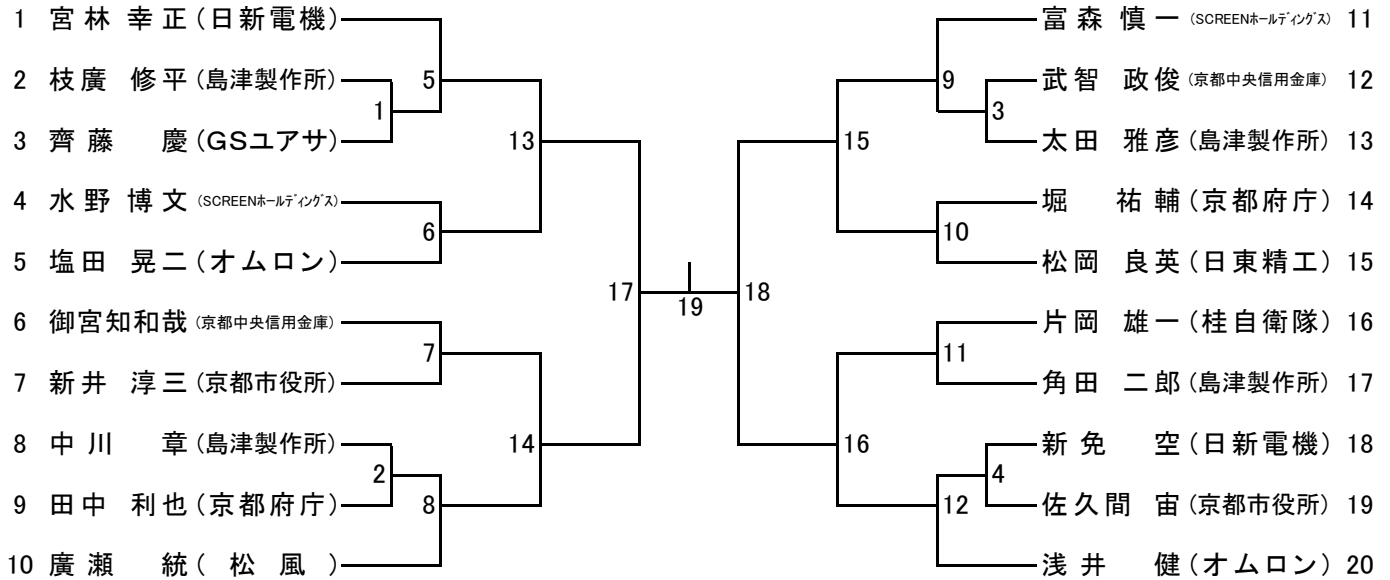 1 宮林 幸正 (日新電機)
2 枝廣 修平 (島津製作所)
3 齊藤 慶 (GSユアサ)
4 水野 博文 (SCREENホールディングス)
5 塩田 晃二 (オムロン)
6 御宮知和哉 (京都中央信用金庫)
7 新井 淳三 (京都市役所)
8 中川 章 (島津製作所)
9 田中 利也 (京都府庁)
10 廣瀬 統 (松風)
1
5
13
6
17
7
14
2
8
19
9
3
15
10
18
11
16
4
12
富森 慎一 (SCREENホールディングス) 11
武智 政俊 (京都中央信用金庫) 12
太田 雅彦 (島津製作所) 13
堀 祐輔 (京都府庁) 14
松岡 良英 (日東精工) 15
片岡 雄一 (桂自衛隊) 16
角田 二郎 (島津製作所) 17
新免 空 (日新電機) 18
佐久間 宙 (京都市役所) 19
浅井 健 (オムロン) 20